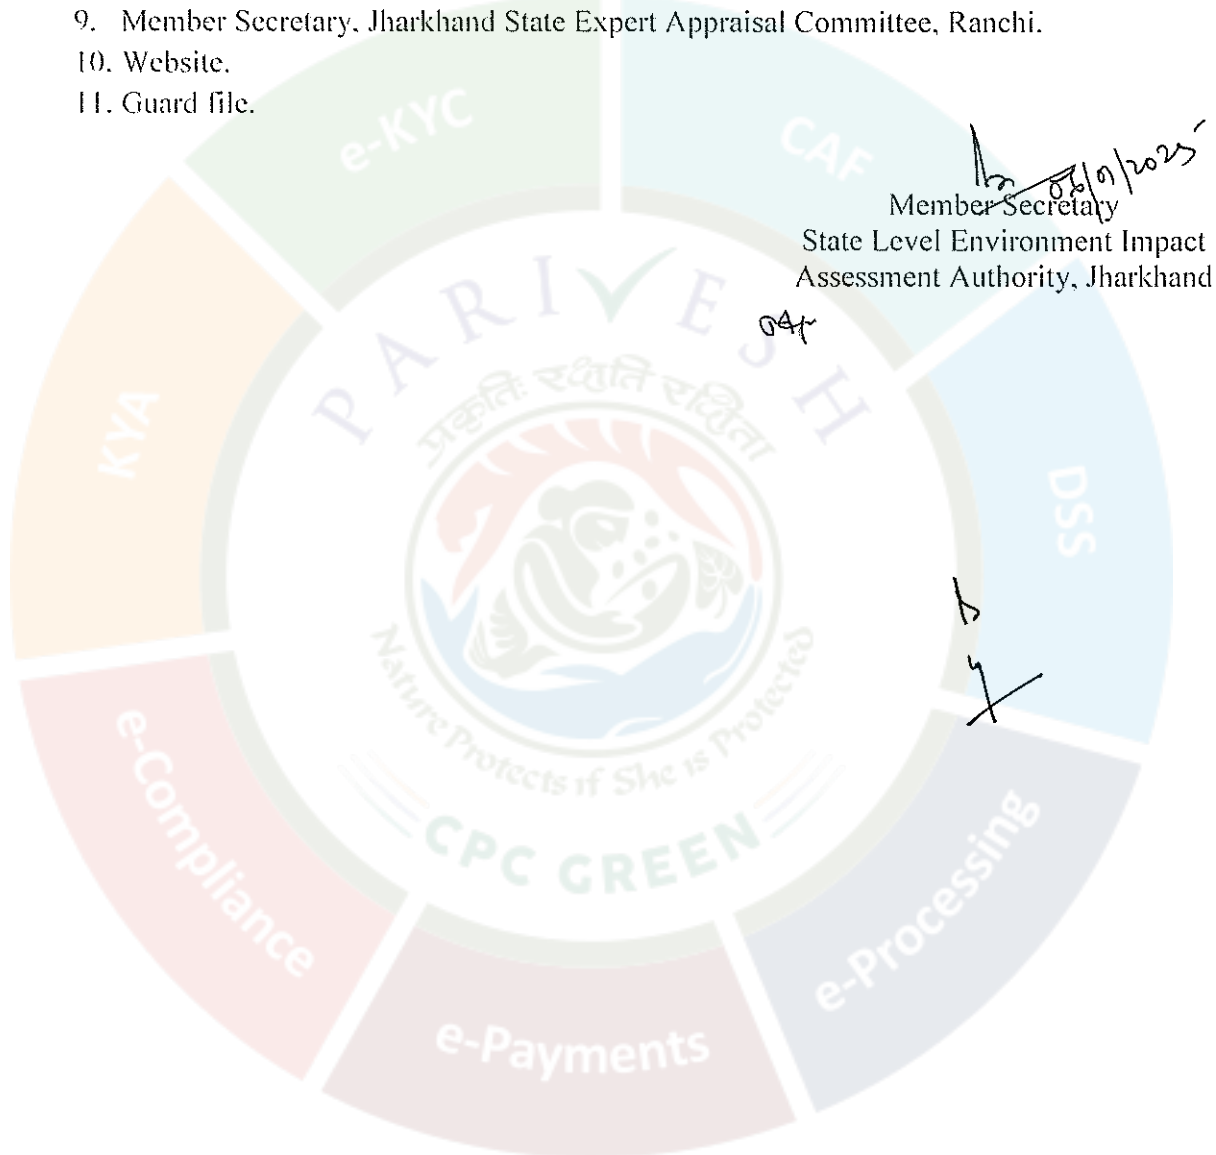 9. Member Secretary, Jharkhand State Expert Appraisal Committee, Ranchi.
10. Website.
11. Guard file.
Member Secretary
State Level Environment Impact
Assessment Authority, Jharkhand
e-KYC
CAF
KYA
DSS
PARIVESH
प्रकृतिः रक्षति रक्षिता
Nature Protects if She is Protected
CPC GREEN
e-Compliance
e-Processing
e-Payments